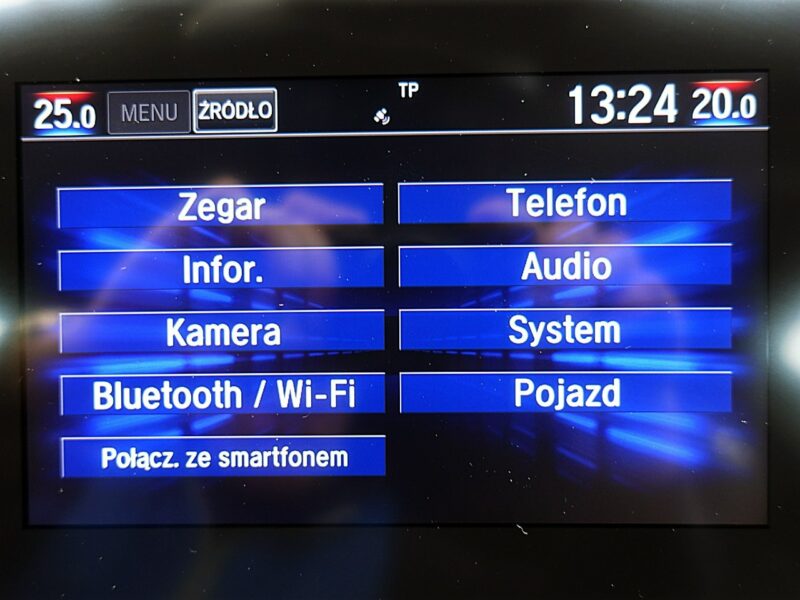 25.0 MENU ŹRÓDŁO TP 13:24 20.0
Zegar Telefon
Infor. Audio
Kamera System
Bluetooth / Wi-Fi Pojazd
Połącz. ze smartfonem